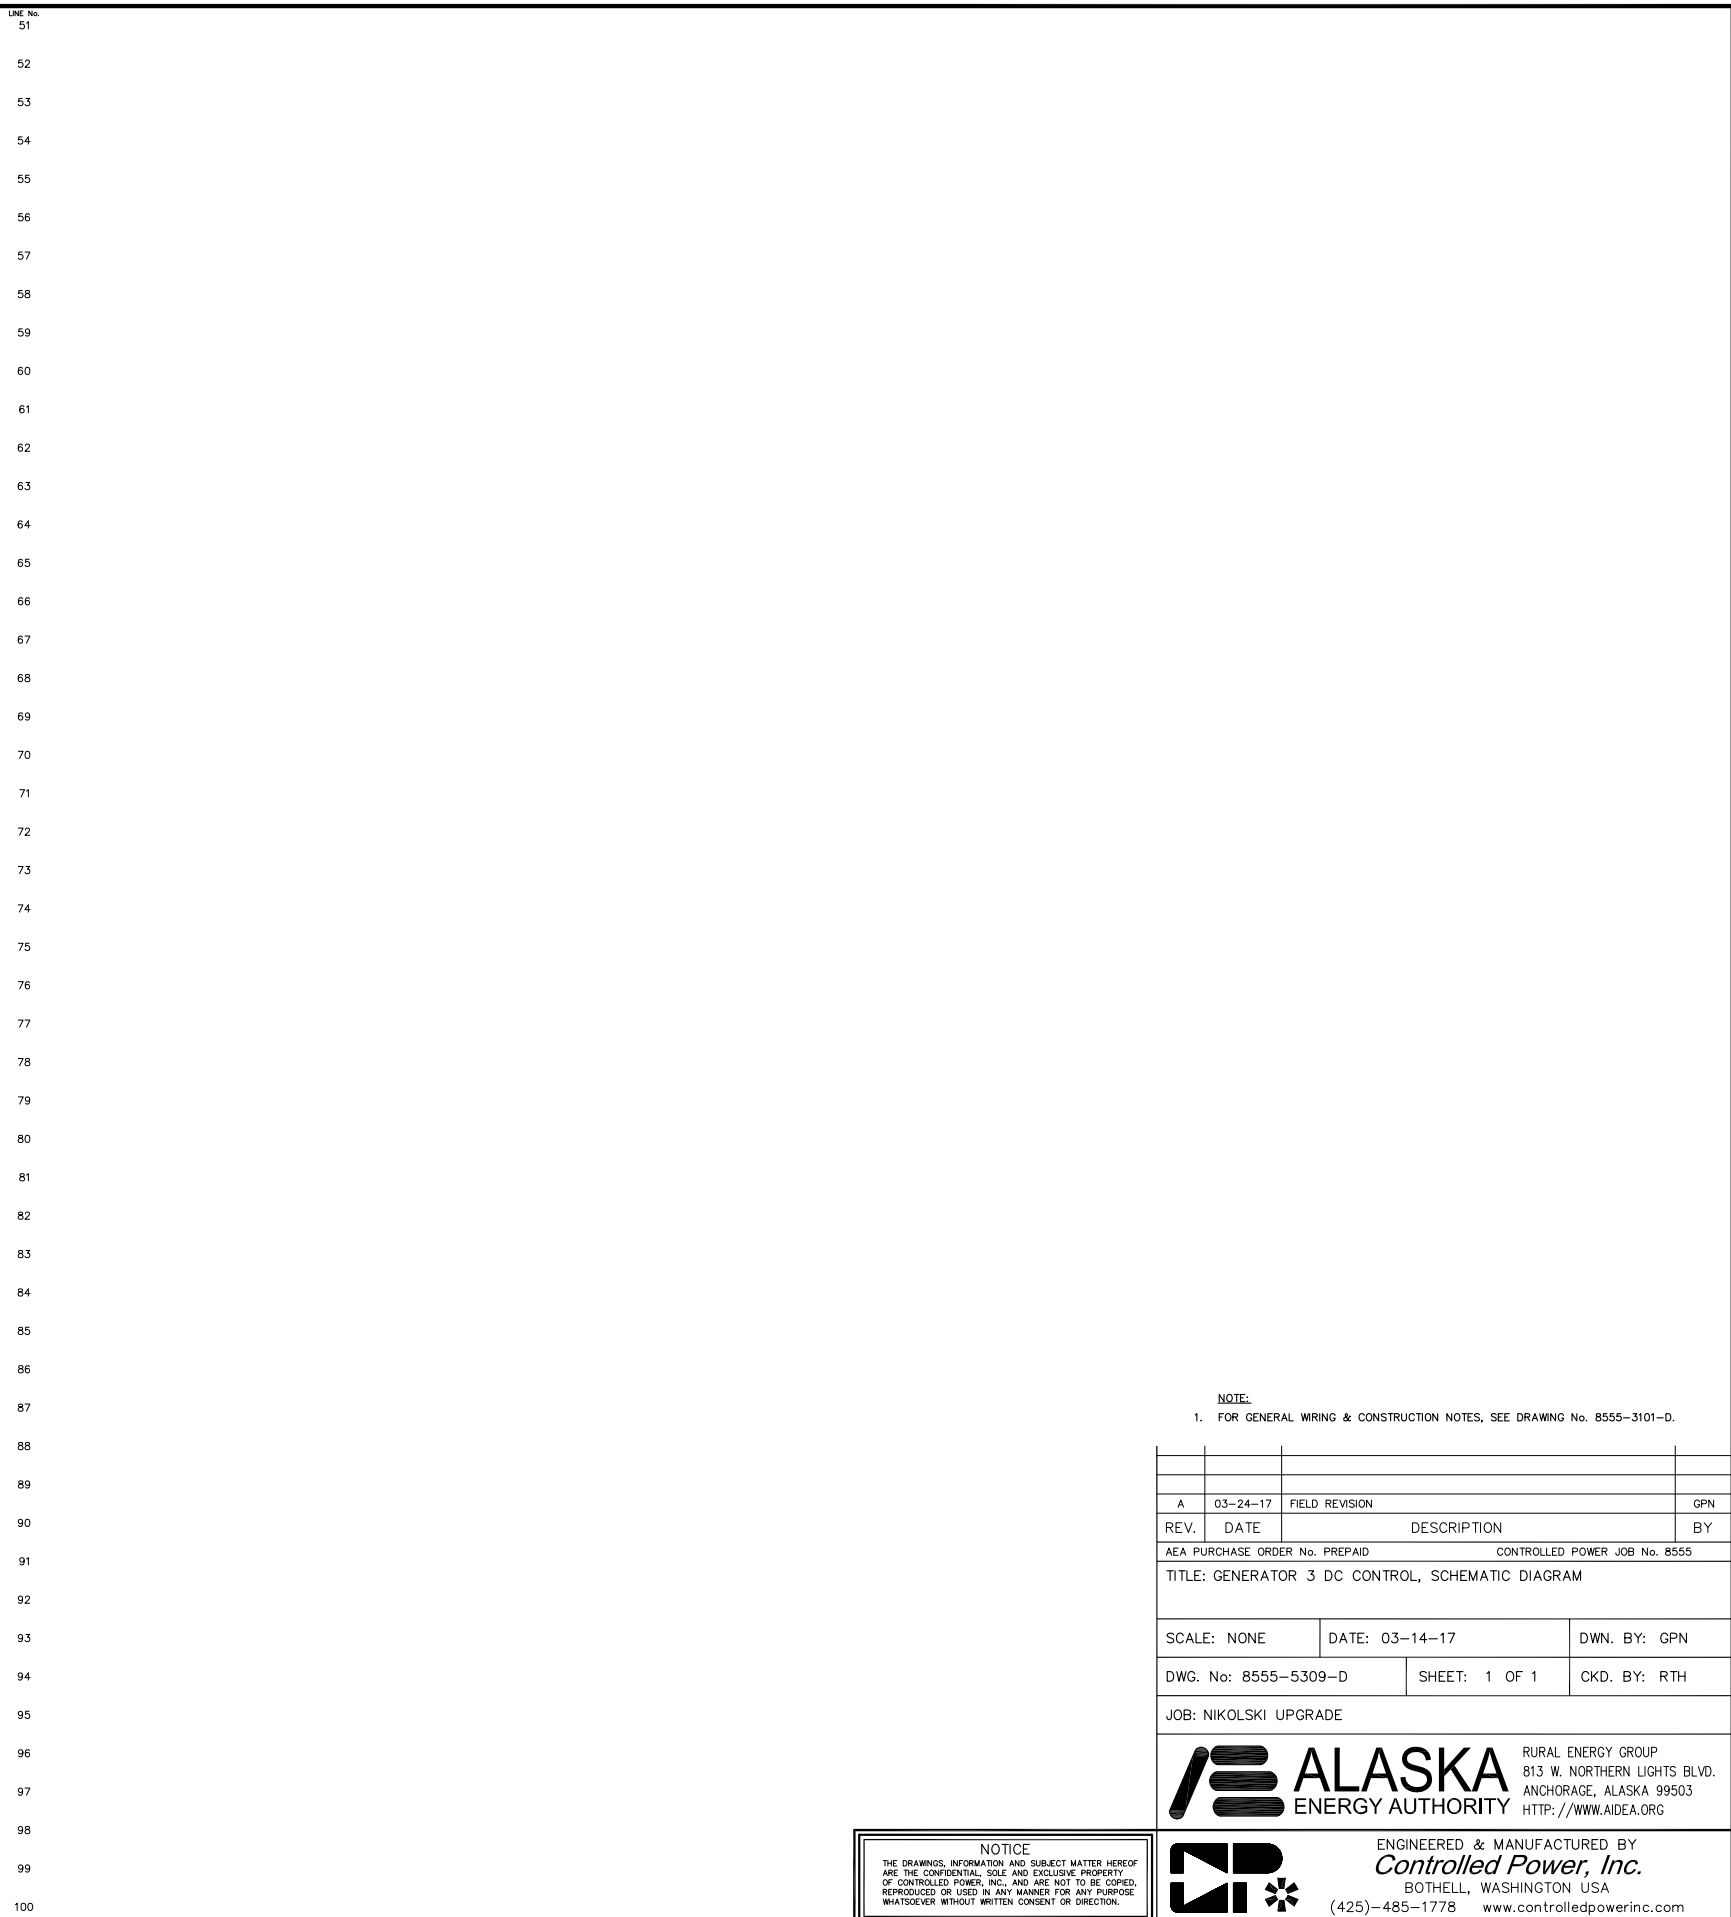 LINE No.
51
52
53
54
55
56
57
58
59
60
61
62
63
64
65
66
67
68
69
70
71
72
73
74
75
76
77
78
79
80
81
82
83
84
85
86
87
88
89
90
91
92
93
94
95
96
97
98
99
100
NOTE:
1. FOR GENERAL WIRING & CONSTRUCTION NOTES, SEE DRAWING No. 8555-3101-D.
A 03-24-17 FIELD REVISION GPN
REV. DATE DESCRIPTION BY
AEA PURCHASE ORDER No. PREPAID CONTROLLED POWER JOB No. 8555
TITLE: GENERATOR 3 DC CONTROL, SCHEMATIC DIAGRAM
SCALE: NONE DATE: 03-14-17 DWN. BY: GPN
DWG. No: 8555-5309-D SHEET: 1 OF 1 CKD. BY: RTH
JOB: NIKOLSKI UPGRADE
ALASKA
ENERGY AUTHORITY
RURAL ENERGY GROUP
813 W. NORTHERN LIGHTS BLVD.
ANCHORAGE, ALASKA 99503
HTTP://WWW.AIDEA.ORG
NOTICE
THE DRAWINGS, INFORMATION AND SUBJECT MATTER HEREOF
ARE THE CONFIDENTIAL, SOLE AND EXCLUSIVE PROPERTY
OF CONTROLLED POWER, INC., AND ARE NOT TO BE COPIED,
REPRODUCED OR USED IN ANY MANNER FOR ANY PURPOSE
WHATSOEVER WITHOUT WRITTEN CONSENT OR DIRECTION.
ENGINEERED & MANUFACTURED BY
Controlled Power, Inc.
BOTHELL, WASHINGTON USA
(425)-485-1778 www.controlledpowerinc.com